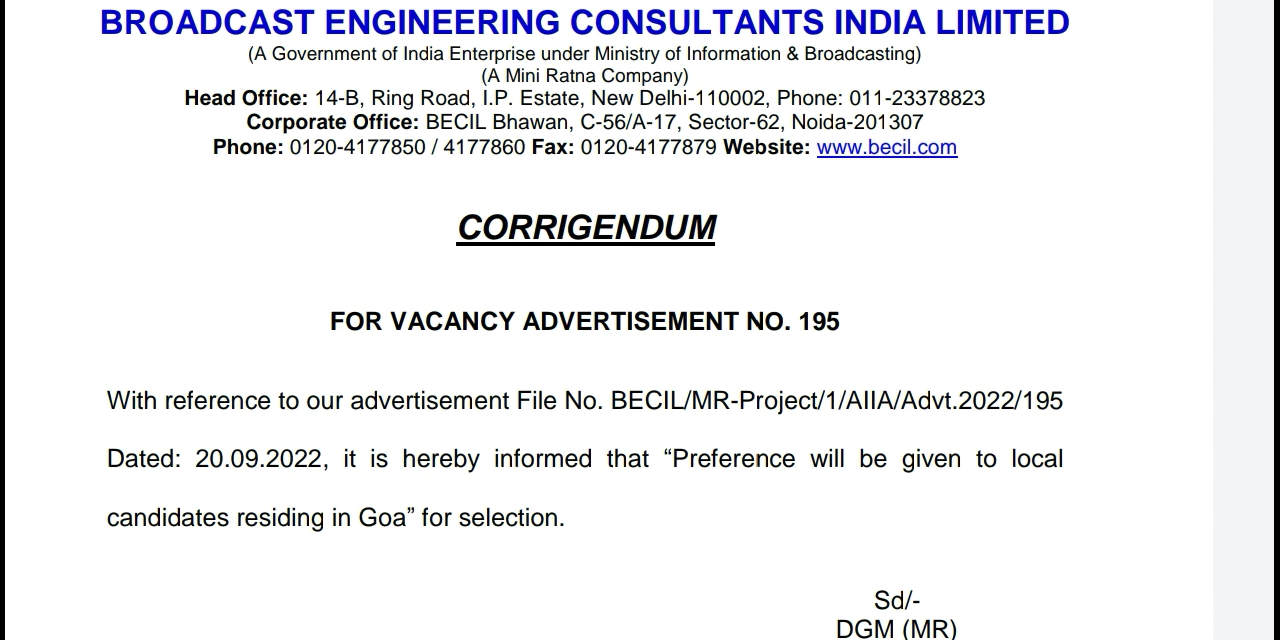 BROADCAST ENGINEERING CONSULTANTS INDIA LIMITED
(A Government of India Enterprise under Ministry of Information & Broadcasting)
(A Mini Ratna Company)
Head Office: 14-B, Ring Road, I.P. Estate, New Delhi-110002, Phone: 011-23378823
Corporate Office: BECIL Bhawan, C-56/A-17, Sector-62, Noida-201307
Phone: 0120-4177850 / 4177860 Fax: 0120-4177879 Website: www.becil.com
CORRIGENDUM
FOR VACANCY ADVERTISEMENT NO. 195
With reference to our advertisement File No. BECIL/MR-Project/1/AIIA/Advt.2022/195
Dated: 20.09.2022, it is hereby informed that “Preference will be given to local
candidates residing in Goa” for selection.
Sd/-
DGM (MR)